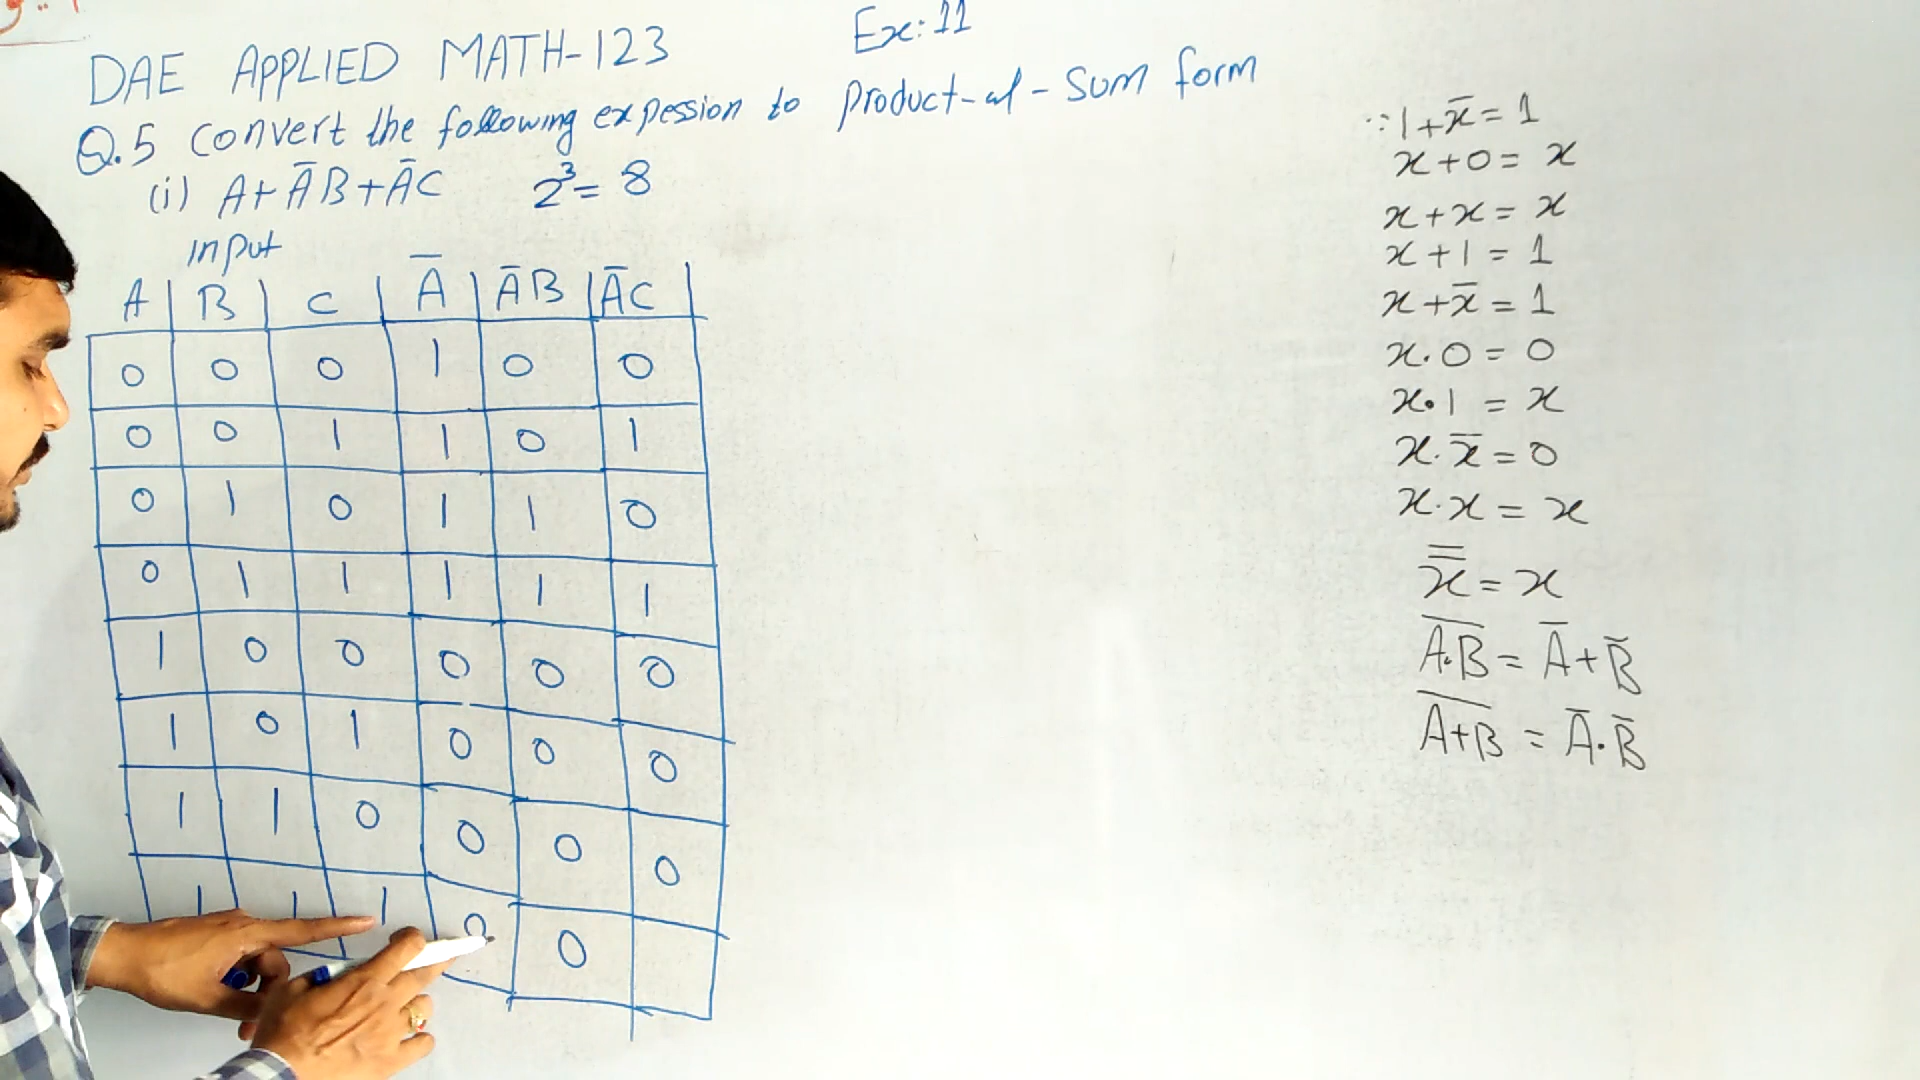 DAE APPLIED MATH-123 Ex: 11
Q.5 Convert the following expession to product-of-sum form
(i) A+A̅B+A̅C 2³= 8
input
A | B | C | A̅ | A̅B | A̅C |
0 0 0 1 0 0
0 0 1 1 0 1
0 1 0 1 1 0
0 1 1 1 1 1
1 0 0 0 0 0
1 0 1 0 0 0
1 1 0 0 0 0
1 1 1 0 0
∵ 1+x̅=1
x+0=x
x+x=x
x+1=1
x+x̅=1
x.0=0
x.1=x
x.x̅=0
x.x=x
x̿=x
A̅.̅B̅=A̅+B̅
A̅+̅B̅=A̅.B̅